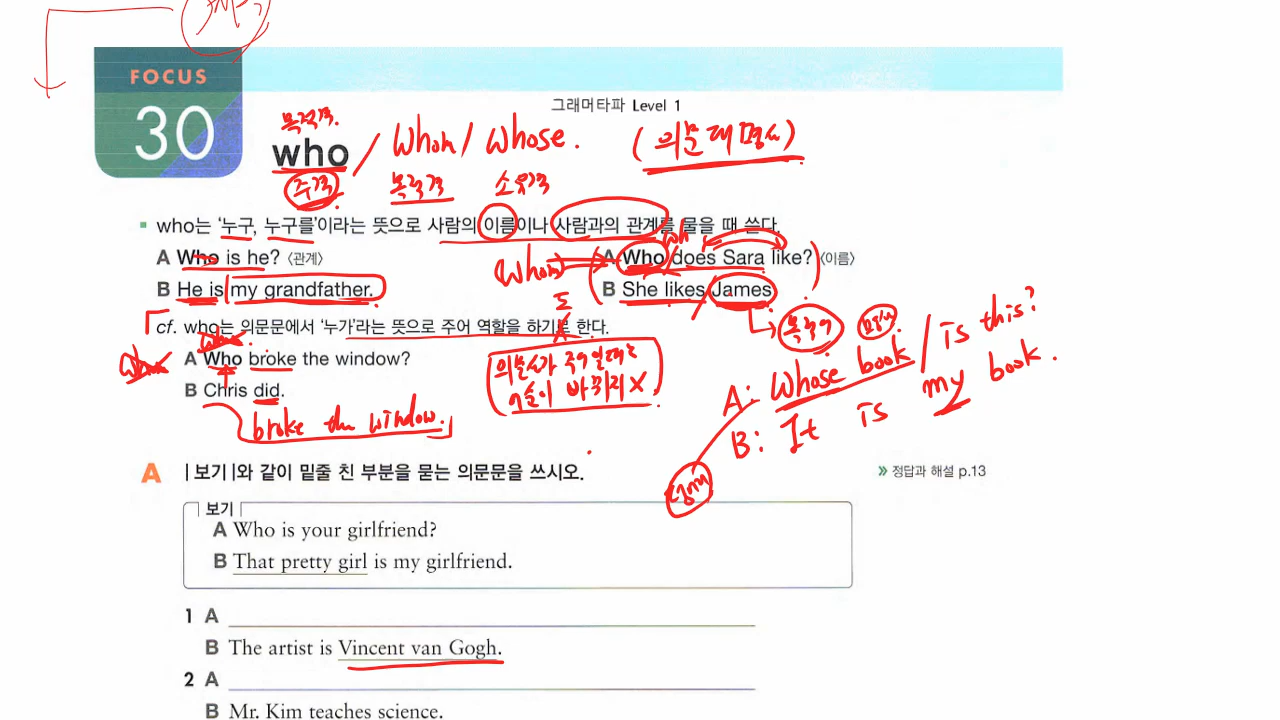 FOCUS
30
그래머타파 Level 1
목적격.
who / whom / whose. (의문대명사)
주격 목적격 소유격
who는 '누구, 누구를'이라는 뜻으로 사람의 이름이나 사람과의 관계를 물을 때 쓴다.
A Who is he? <관계>
B He is my grandfather.
whom
A Who does Sara like? <이름>
B She likes James.
목적어
cf. who는 의문문에서 '누가'라는 뜻으로 주어 역할을 하기도 한다.
A Who broke the window?
B Chris did.
broke the window.
의문사가 주어일때는
어순이 바뀌지 X
A: Whose book / is this?
B: It is my book.
A |보기|와 같이 밑줄 친 부분을 묻는 의문문을 쓰시오.
» 정답과 해설 p.13
|보기|
A Who is your girlfriend?
B That pretty girl is my girlfriend.
1 A
B The artist is Vincent van Gogh.
2 A
B Mr. Kim teaches science.